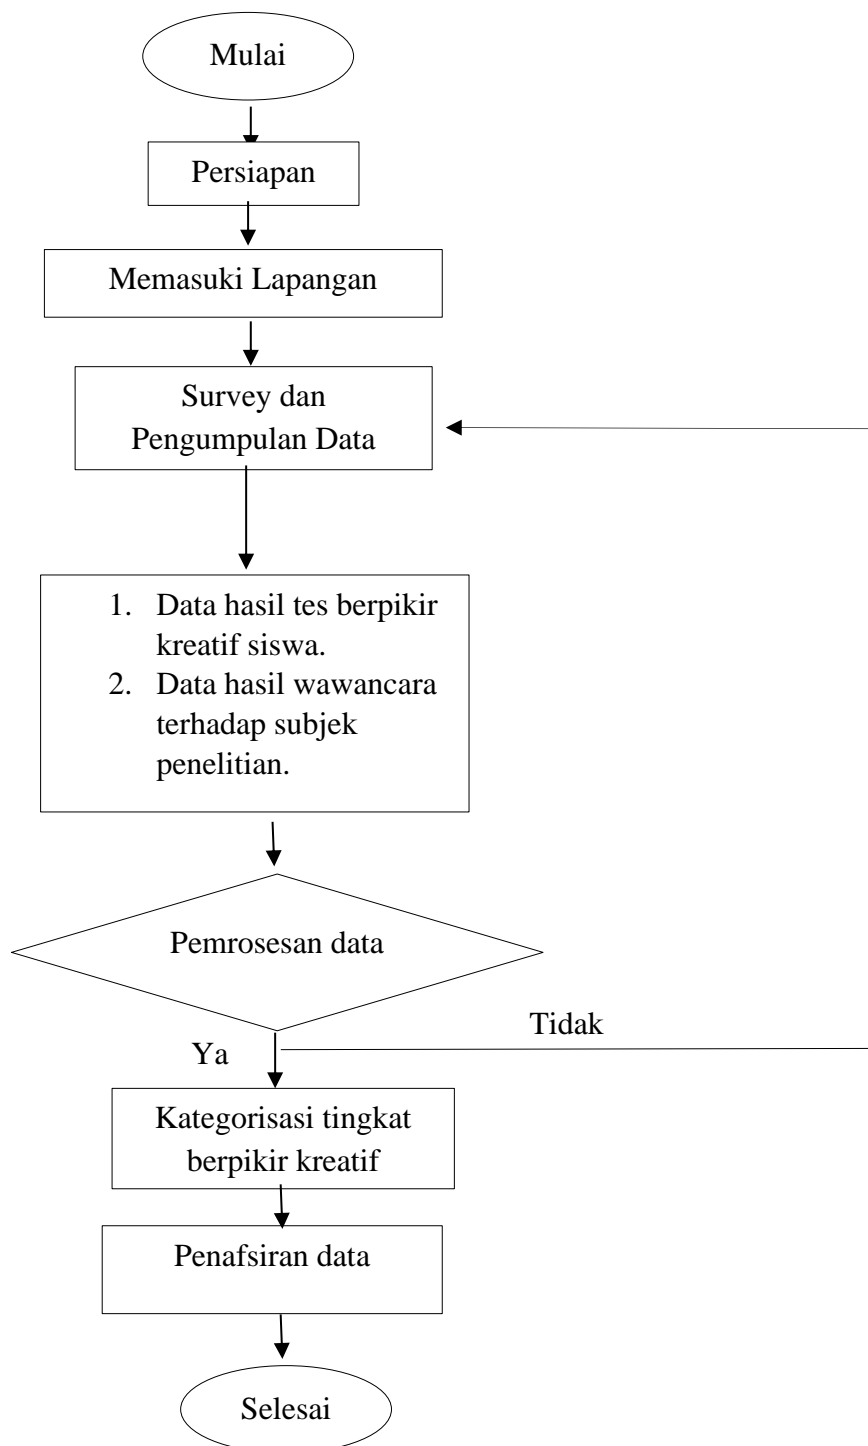 Mulai
Persiapan
Memasuki Lapangan
Survey dan
Pengumpulan Data
1. Data hasil tes berpikir
kreatif siswa.
2. Data hasil wawancara
terhadap subjek
penelitian.
Pemrosesan data
Tidak
Ya
Kategorisasi tingkat
berpikir kreatif
Penafsiran data
Selesai